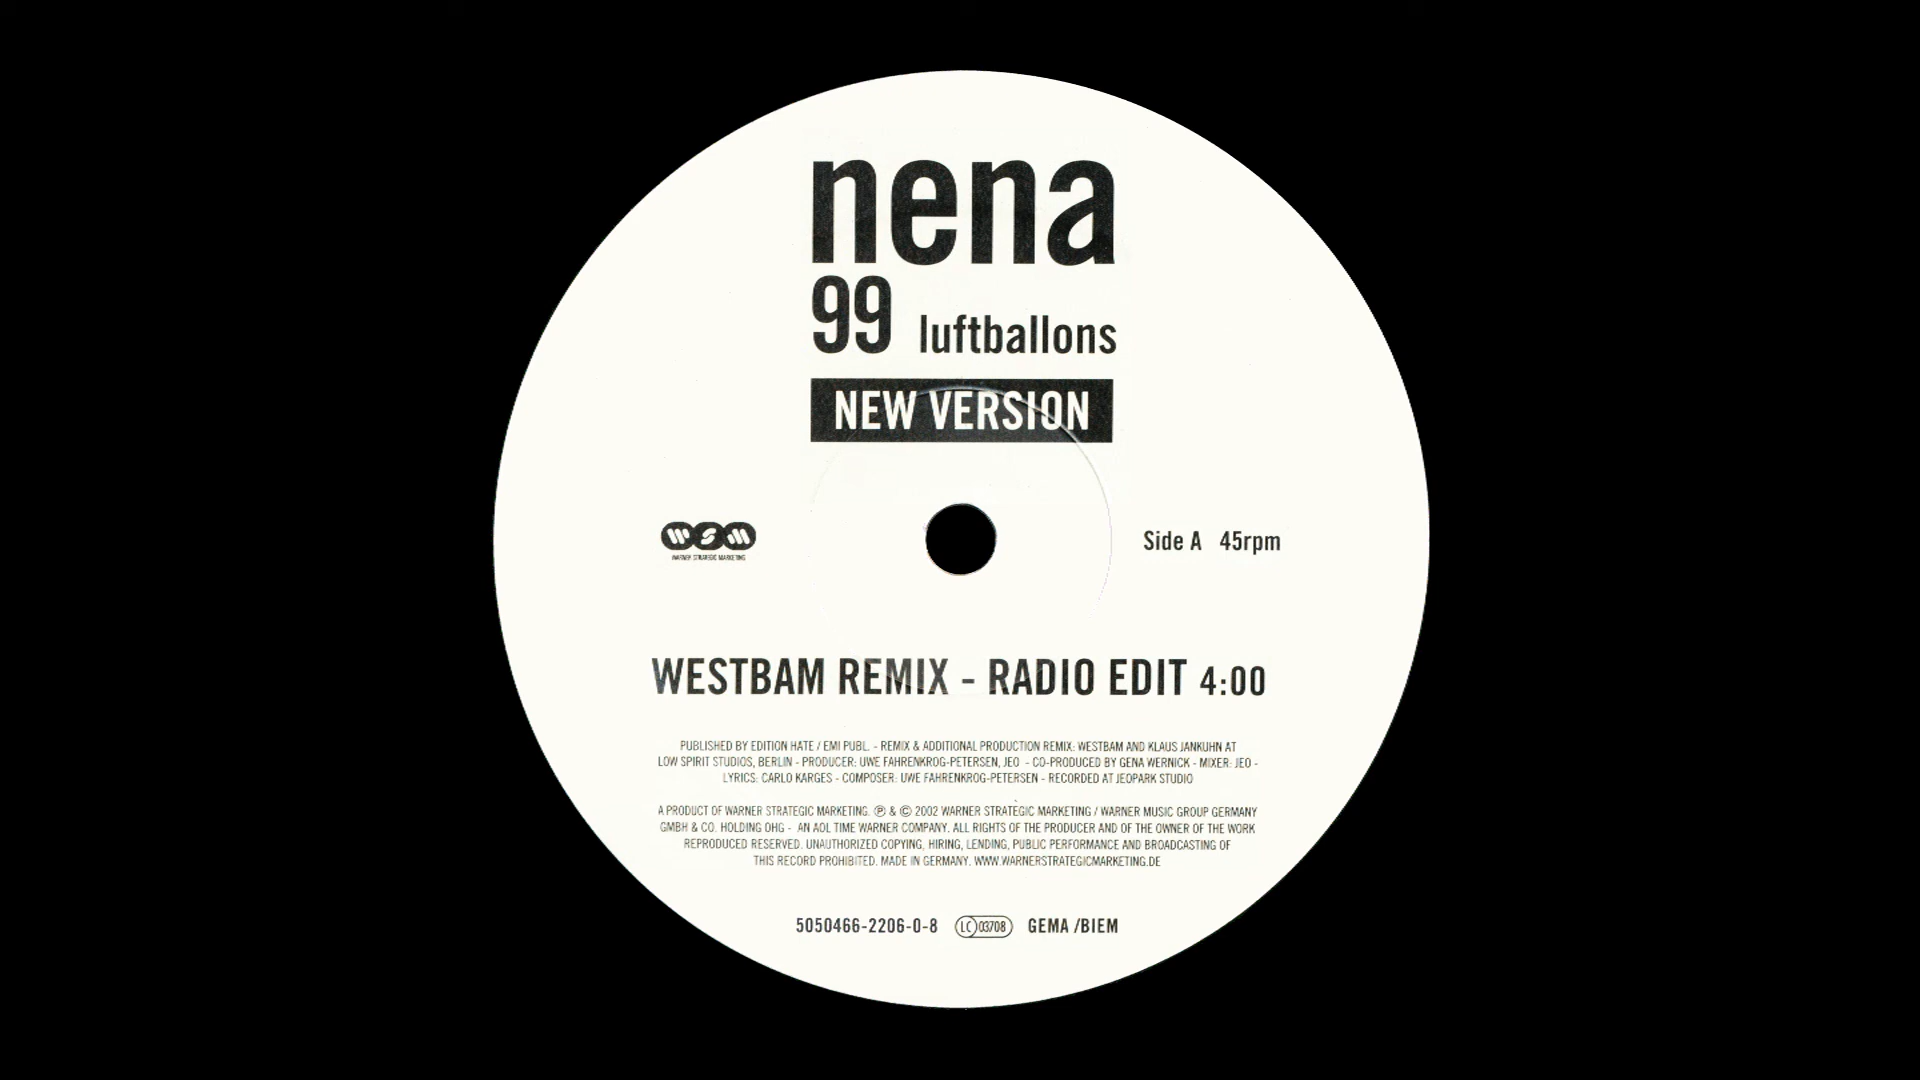 nena
99 luftballons
NEW VERSION
WSM
WARNER STRATEGIC MARKETING
Side A 45rpm
WESTBAM REMIX - RADIO EDIT 4:00
PUBLISHED BY EDITION HATE / EMI PUBL. - REMIX & ADDITIONAL PRODUCTION REMIX: WESTBAM AND KLAUS JANKUHN AT
LOW SPIRIT STUDIOS, BERLIN - PRODUCER: UWE FAHRENKROG-PETERSEN, JEO - CO-PRODUCED BY GENA WERNICK - MIXER: JEO -
LYRICS: CARLO KARGES - COMPOSER: UWE FAHRENKROG-PETERSEN - RECORDED AT JEOPARK STUDIO
A PRODUCT OF WARNER STRATEGIC MARKETING. ℗ & © 2002 WARNER STRATEGIC MARKETING / WARNER MUSIC GROUP GERMANY
GMBH & CO. HOLDING OHG - AN AOL TIME WARNER COMPANY. ALL RIGHTS OF THE PRODUCER AND OF THE OWNER OF THE WORK
REPRODUCED RESERVED. UNAUTHORIZED COPYING, HIRING, LENDING, PUBLIC PERFORMANCE AND BROADCASTING OF
THIS RECORD PROHIBITED. MADE IN GERMANY. WWW.WARNERSTRATEGICMARKETING.DE
5050466-2206-0-8 LC 03708 GEMA /BIEM